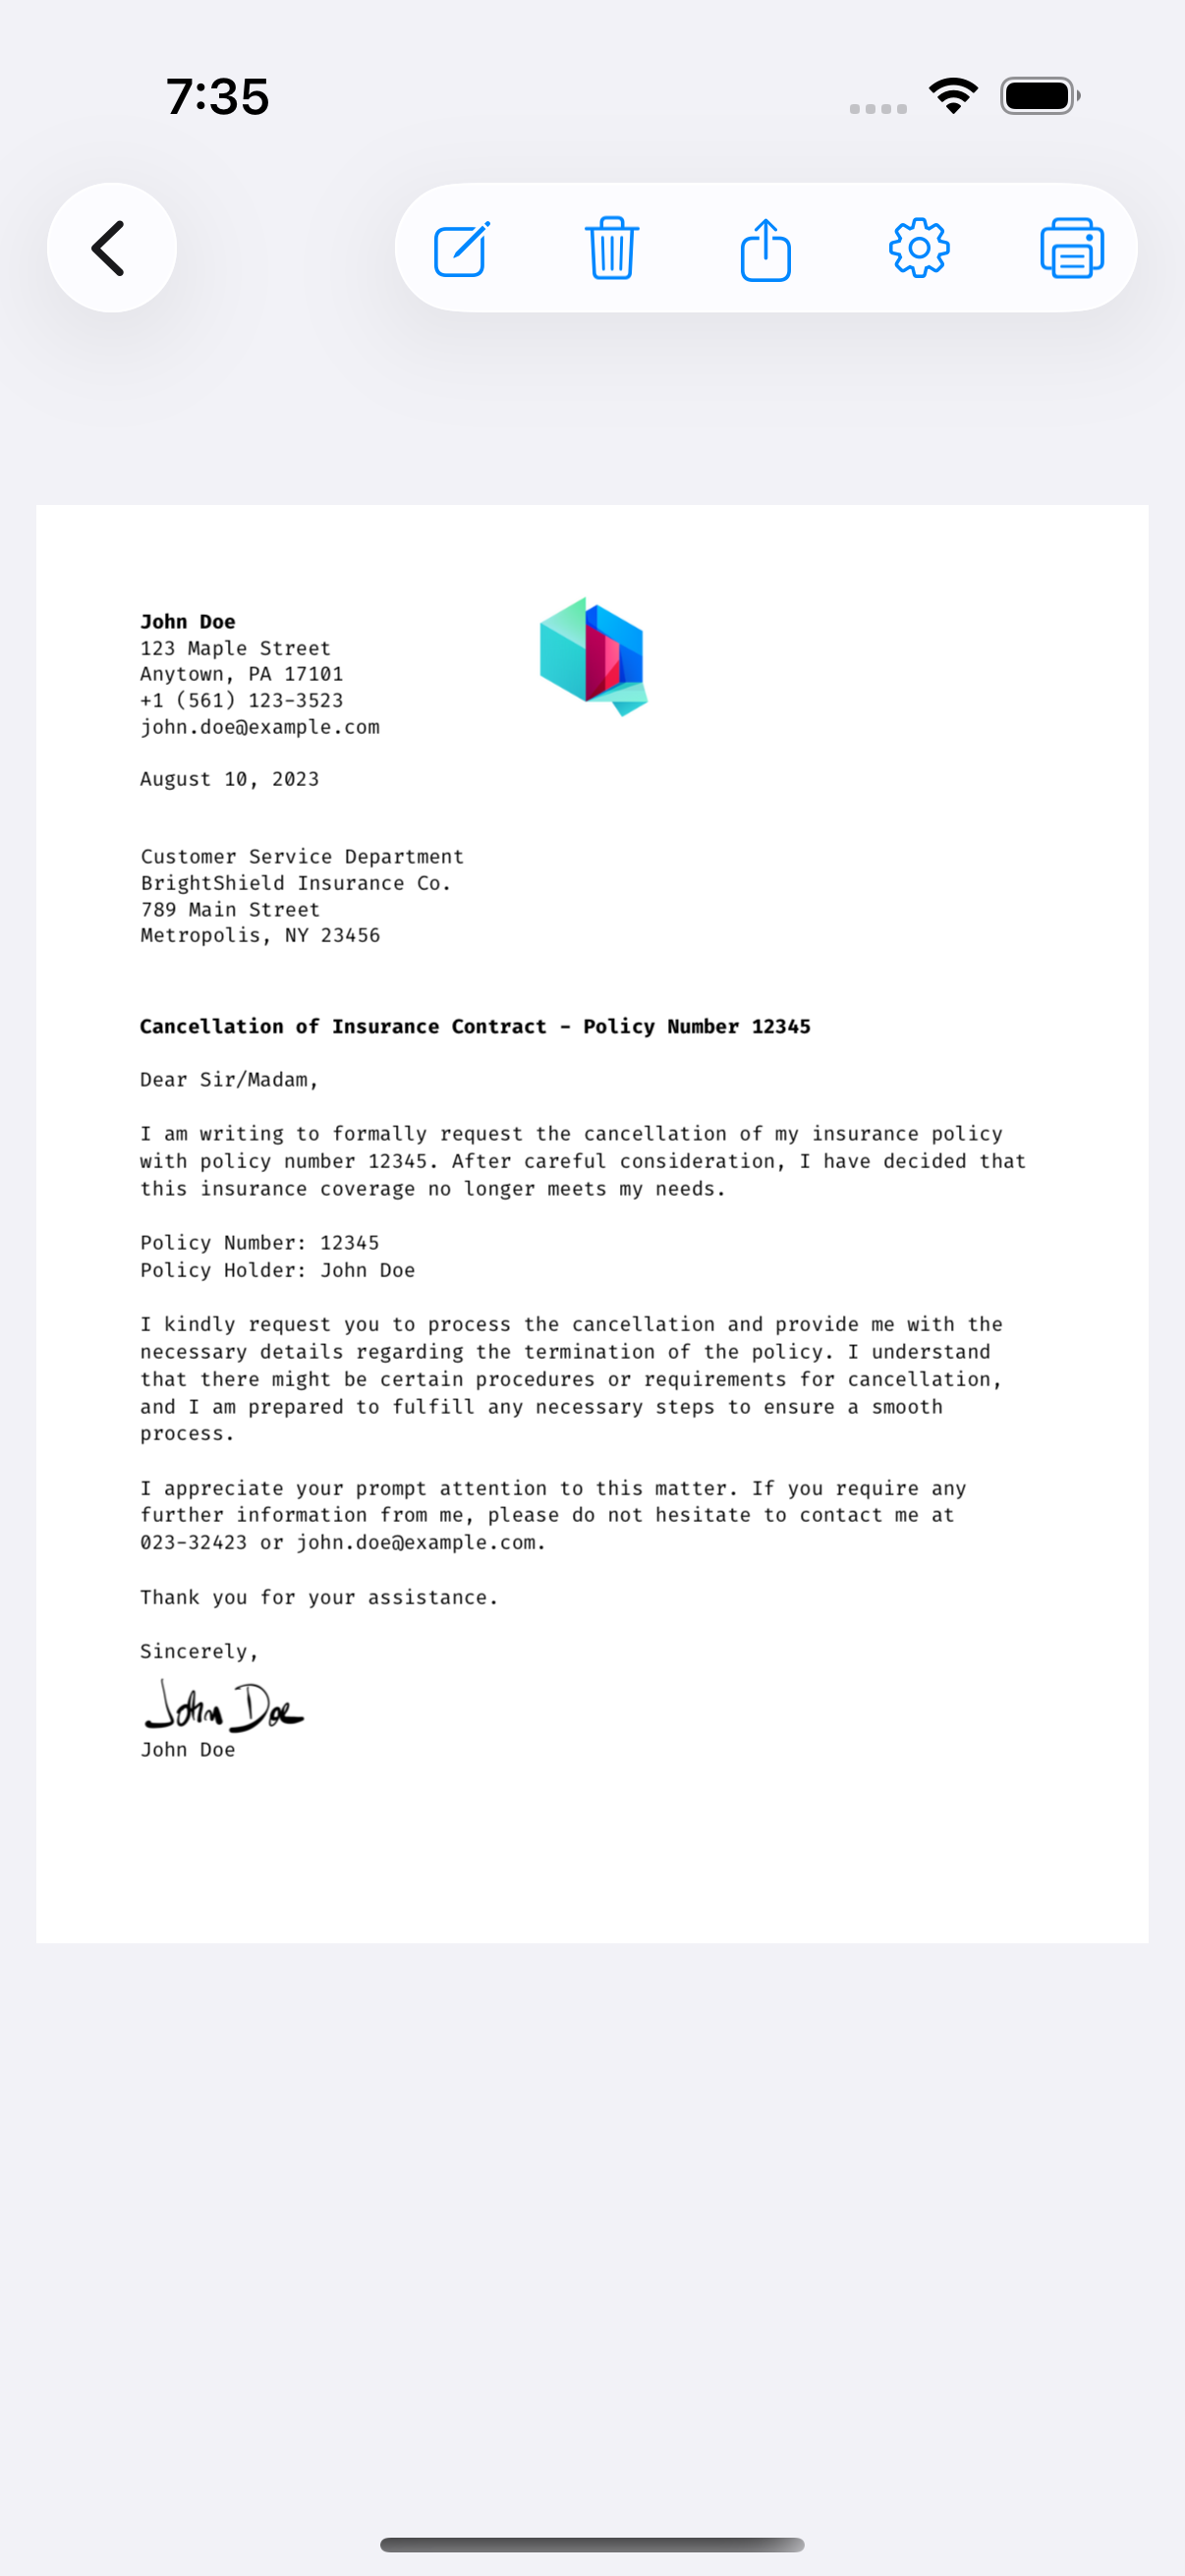 7:35
John Doe
123 Maple Street
Anytown, PA 17101
+1 (561) 123-3523
john.doe@example.com
August 10, 2023
Customer Service Department
BrightShield Insurance Co.
789 Main Street
Metropolis, NY 23456
Cancellation of Insurance Contract - Policy Number 12345
Dear Sir/Madam,
I am writing to formally request the cancellation of my insurance policy
with policy number 12345. After careful consideration, I have decided that
this insurance coverage no longer meets my needs.
Policy Number: 12345
Policy Holder: John Doe
I kindly request you to process the cancellation and provide me with the
necessary details regarding the termination of the policy. I understand
that there might be certain procedures or requirements for cancellation,
and I am prepared to fulfill any necessary steps to ensure a smooth
process.
I appreciate your prompt attention to this matter. If you require any
further information from me, please do not hesitate to contact me at
023-32423 or john.doe@example.com.
Thank you for your assistance.
Sincerely,
John Doe
John Doe